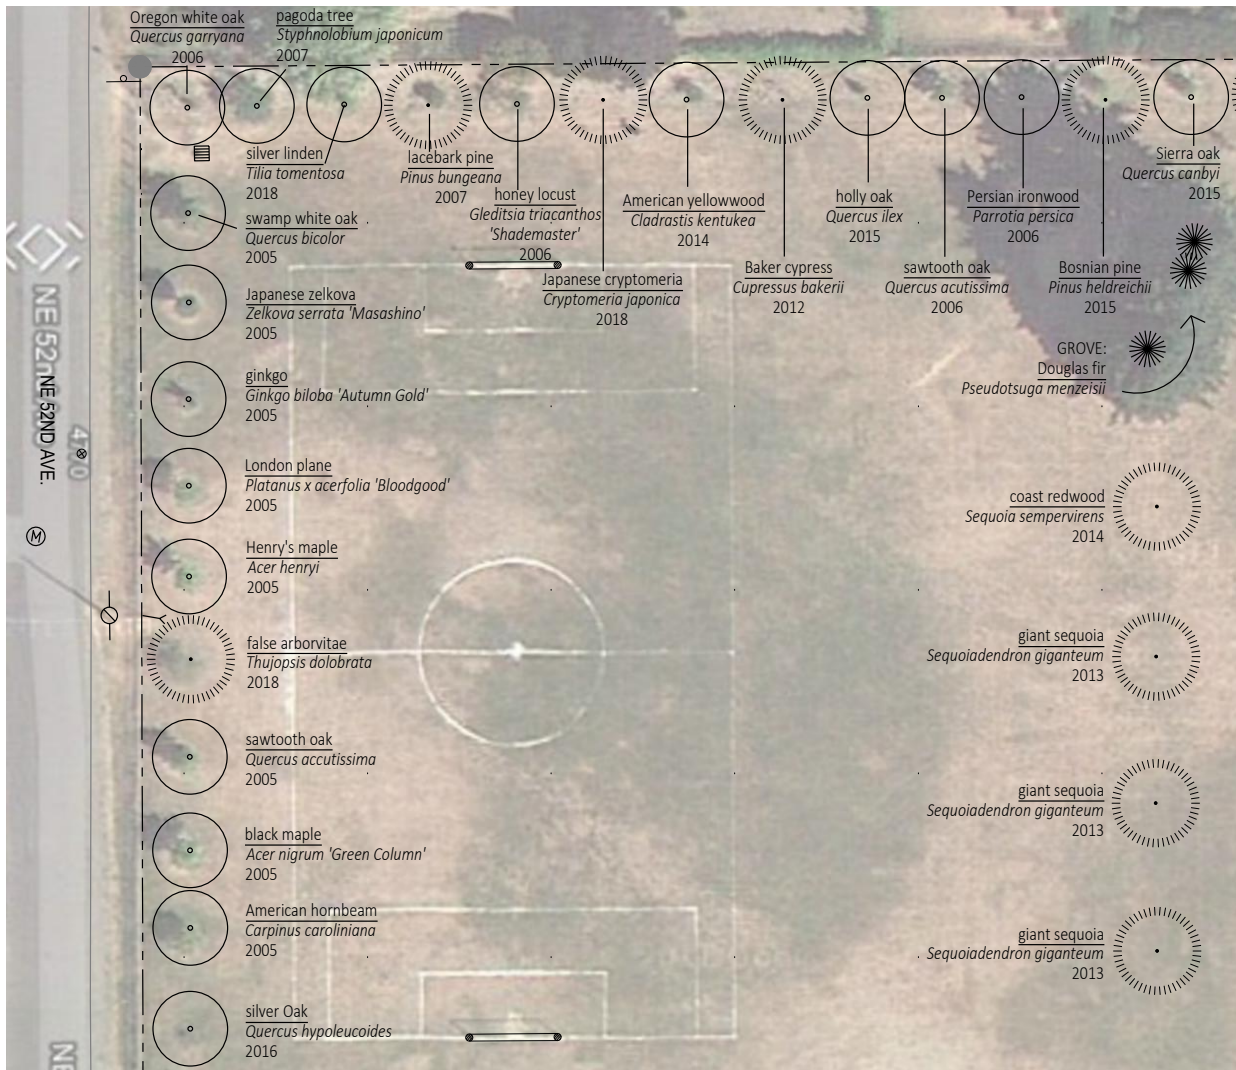 Oregon white oak
Quercus garryana
2006
pagoda tree
Styphnolobium japonicum
2007
silver linden
Tilia tomentosa
2018
lacebark pine
Pinus bungeana
2007
honey locust
Gleditsia triacanthos
'Shademaster'
2006
Japanese cryptomeria
Cryptomeria japonica
2018
American yellowwood
Cladrastis kentukea
2014
Baker cypress
Cupressus bakerii
2012
holly oak
Quercus ilex
2015
sawtooth oak
Quercus acutissima
2006
Persian ironwood
Parrotia persica
2006
Bosnian pine
Pinus heldreichii
2015
Sierra oak
Quercus canbyi
2015
swamp white oak
Quercus bicolor
2005
Japanese zelkova
Zelkova serrata 'Masashino'
2005
ginkgo
Ginkgo biloba 'Autumn Gold'
2005
London plane
Platanus x acerfolia 'Bloodgood'
2005
Henry's maple
Acer henryi
2005
false arborvitae
Thujopsis dolobrata
2018
sawtooth oak
Quercus accutissima
2005
black maple
Acer nigrum 'Green Column'
2005
American hornbeam
Carpinus caroliniana
2005
silver Oak
Quercus hypoleucoides
2016
GROVE:
Douglas fir
Pseudotsuga menzeisii
coast redwood
Sequoia sempervirens
2014
giant sequoia
Sequoiadendron giganteum
2013
giant sequoia
Sequoiadendron giganteum
2013
giant sequoia
Sequoiadendron giganteum
2013
NE 52ND AVE.
4770
M
NE